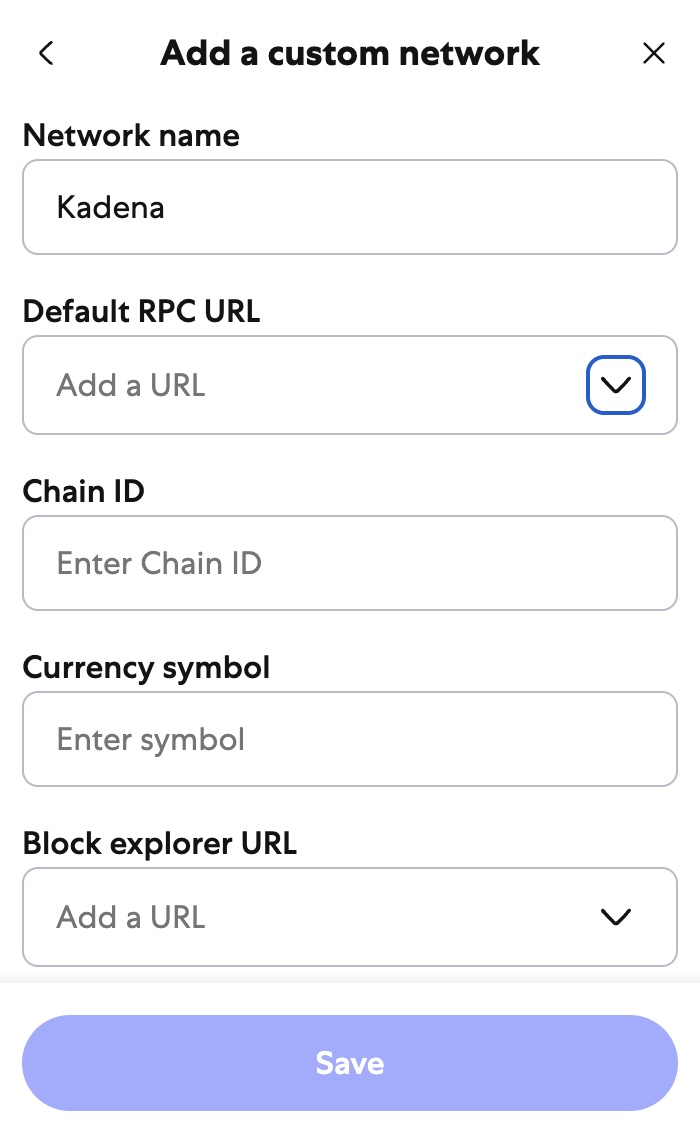 Add a custom network
Network name
Kadena
Default RPC URL
Add a URL
Chain ID
Enter Chain ID
Currency symbol
Enter symbol
Block explorer URL
Add a URL
Save